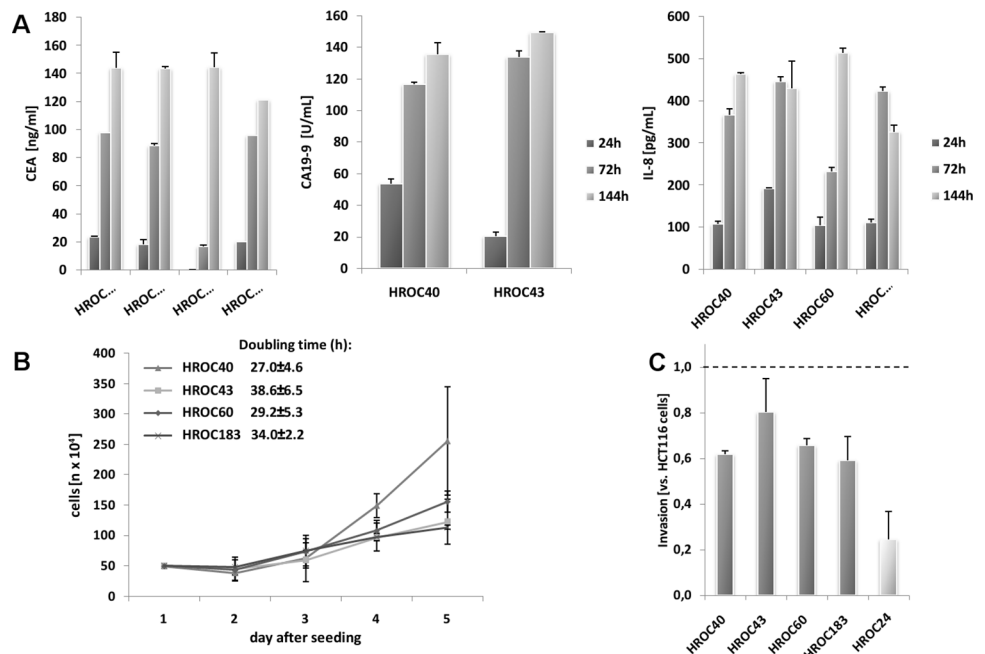 A
CEA [ng/ml]
180
160
140
120
100
80
60
40
20
0
HROC...
HROC...
HROC...
HROC...
CA19-9 [U/mL]
160
140
120
100
80
60
40
20
0
HROC40
HROC43
24h
72h
144h
IL-8 [pg/mL]
600
500
400
300
200
100
0
HROC40
HROC43
HROC60
HROC...
24h
72h
144h
B
Doubling time (h):
HROC40 27.0±4.6
HROC43 38.6±6.5
HROC60 29.2±5.3
HROC183 34.0±2.2
cells [n x 10⁴]
400
350
300
250
200
150
100
50
0
1 2 3 4 5
day after seeding
C
Invasion [vs. HCT116 cells]
1,0
0,8
0,6
0,4
0,2
0,0
HROC40
HROC43
HROC60
HROC183
HROC24